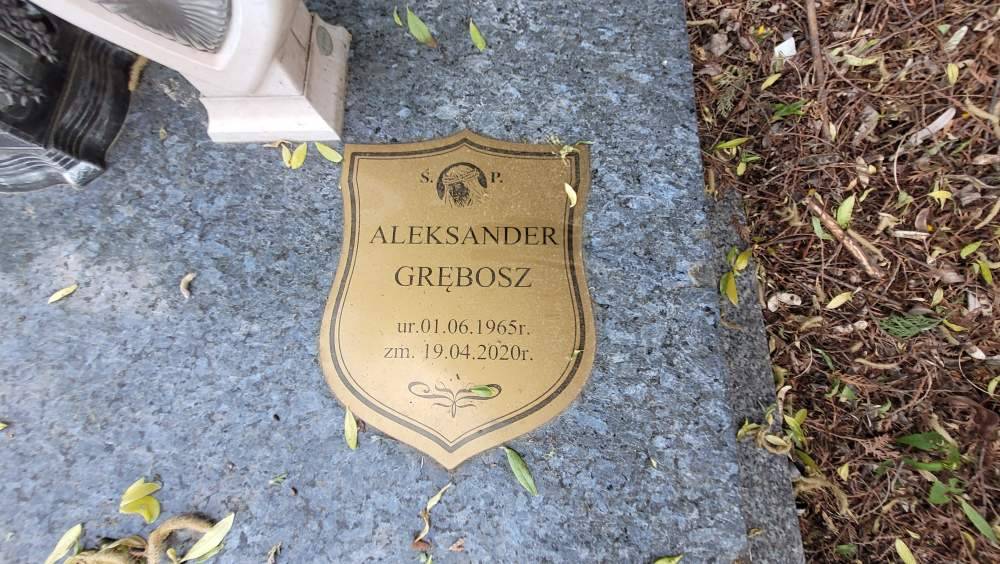 Ś. P.
ALEKSANDER
GRĘBOSZ
ur.01.06.1965r.
zm. 19.04.2020r.